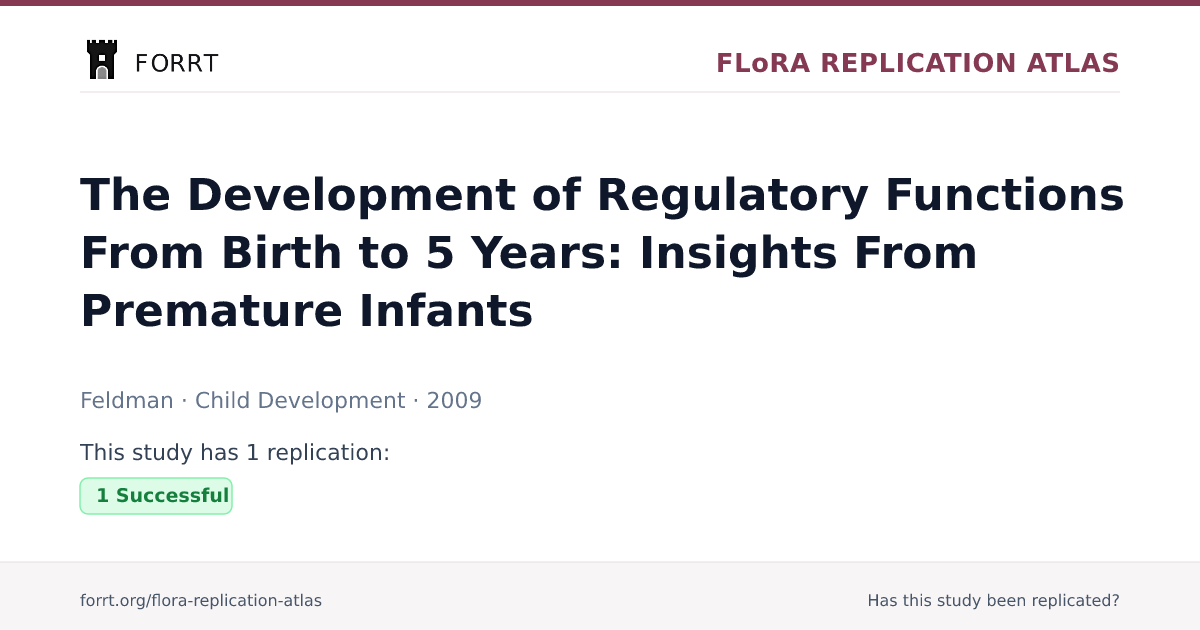 FORRT
FLoRA REPLICATION ATLAS
The Development of Regulatory Functions
From Birth to 5 Years: Insights From
Premature Infants
Feldman · Child Development · 2009
This study has 1 replication:
1 Successful
forrt.org/flora-replication-atlas
Has this study been replicated?